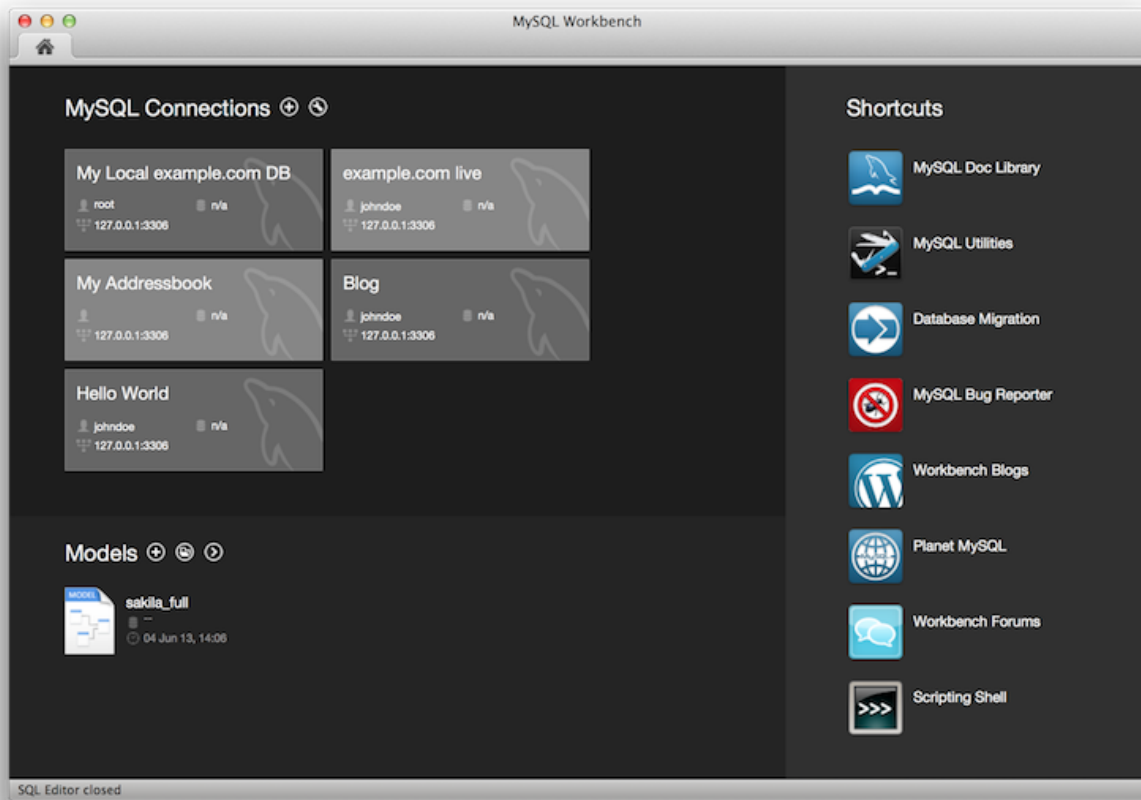 MySQL Workbench
MySQL Connections
My Local example.com DB
root n/a
127.0.0.1:3306
example.com live
johndoe n/a
127.0.0.1:3306
My Addressbook
n/a
127.0.0.1:3306
Blog
johndoe n/a
127.0.0.1:3306
Hello World
johndoe n/a
127.0.0.1:3306
Models
MODEL
sakila_full
--
04 Jun 13, 14:06
Shortcuts
MySQL Doc Library
MySQL Utilities
>_
Database Migration
MySQL Bug Reporter
Workbench Blogs
W
Planet MySQL
Workbench Forums
Scripting Shell
>>>
SQL Editor closed